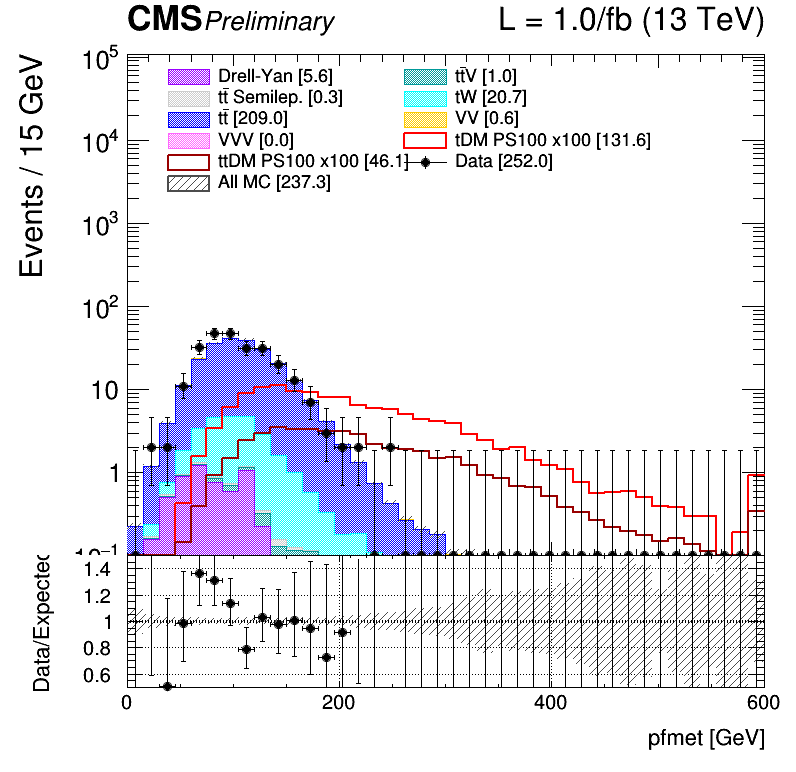 CMS Preliminary L = 1.0/fb (13 TeV)
Events / 15 GeV
10⁵
10⁴
10³
10²
10
1
10⁻¹
Drell-Yan [5.6]
tt̄ Semilep. [0.3]
tt̄ [209.0]
VVV [0.0]
ttDM PS100 x100 [46.1]
All MC [237.3]
tt̄V [1.0]
tW [20.7]
VV [0.6]
tDM PS100 x100 [131.6]
Data [252.0]
Data/Expected
1.4
1.2
1
0.8
0.6
0 200 400 600
pfmet [GeV]